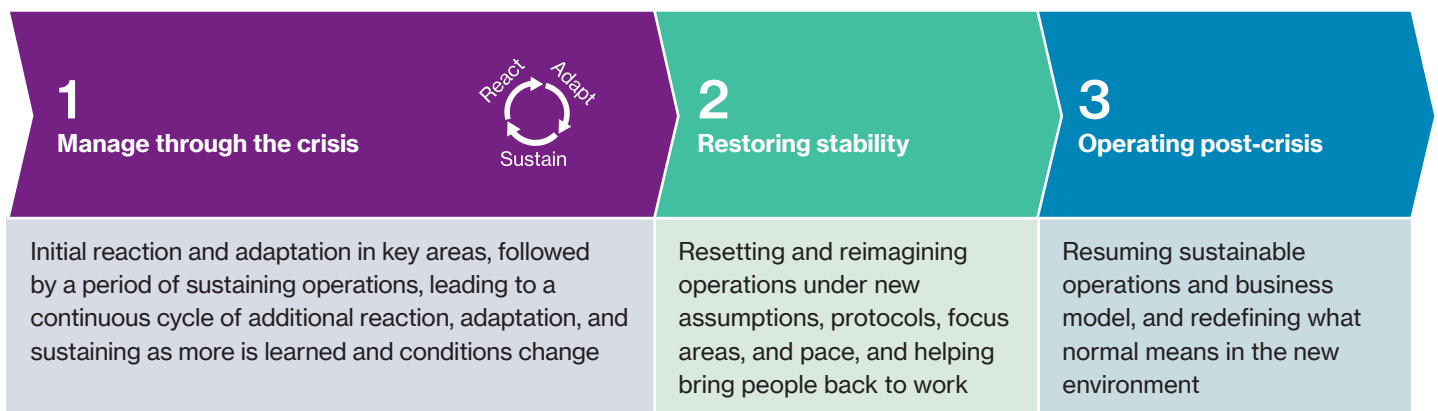 1
Manage through the crisis
React
Adapt
Sustain
Initial reaction and adaptation in key areas, followed
by a period of sustaining operations, leading to a
continuous cycle of additional reaction, adaptation, and
sustaining as more is learned and conditions change
2
Restoring stability
Resetting and reimagining
operations under new
assumptions, protocols, focus
areas, and pace, and helping
bring people back to work
3
Operating post-crisis
Resuming sustainable
operations and business
model, and redefining what
normal means in the new
environment